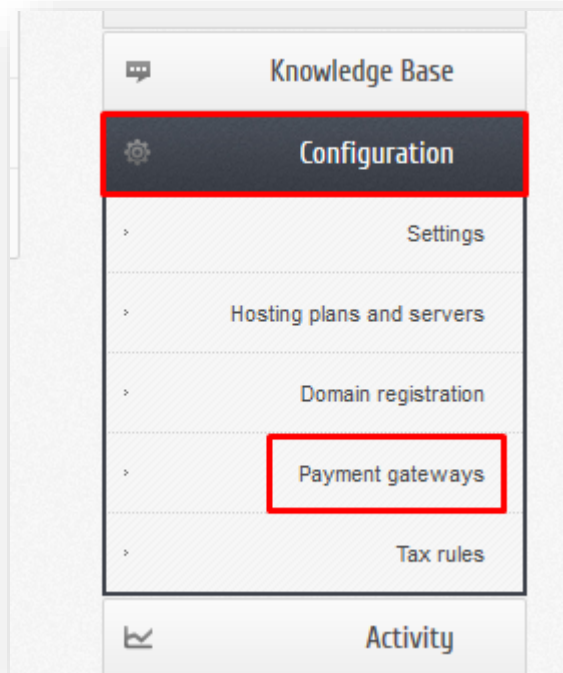 Knowledge Base
Configuration
Settings
Hosting plans and servers
Domain registration
Payment gateways
Tax rules
Activity